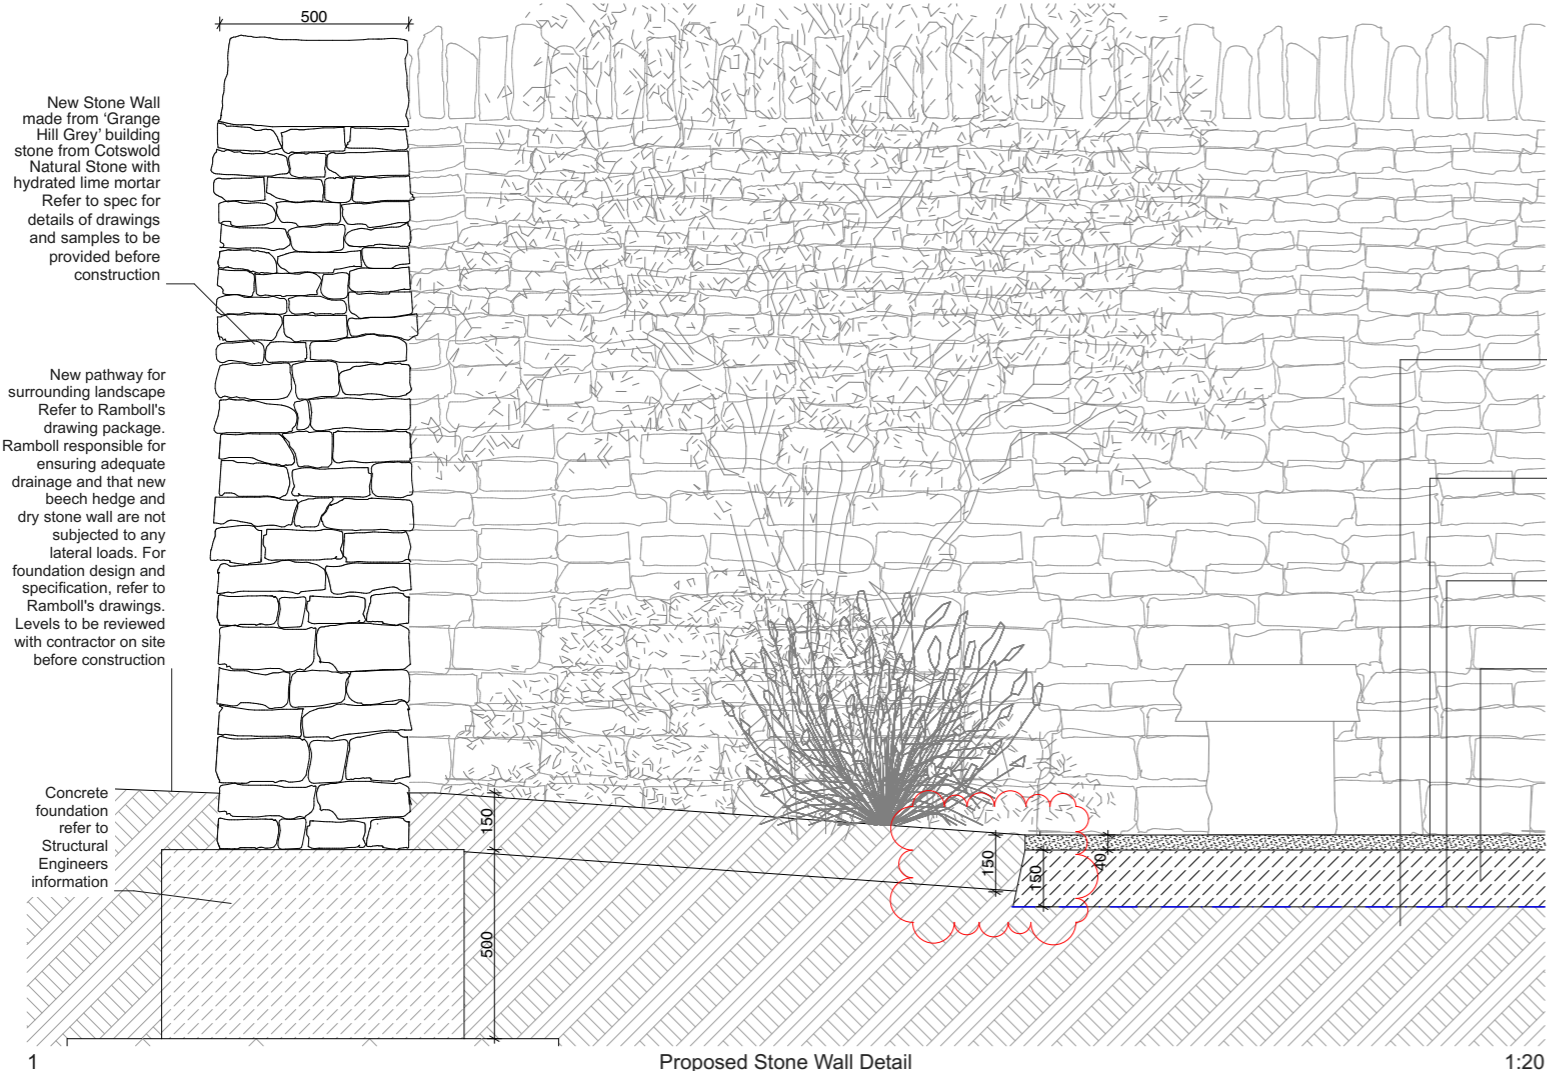 500
New Stone Wall
made from ‘Grange
Hill Grey’ building
stone from Cotswold
Natural Stone with
hydrated lime mortar
Refer to spec for
details of drawings
and samples to be
provided before
construction
New pathway for
surrounding landscape
Refer to Ramboll's
drawing package.
Ramboll responsible for
ensuring adequate
drainage and that new
beech hedge and
dry stone wall are not
subjected to any
lateral loads. For
foundation design and
specification, refer to
Ramboll's drawings.
Levels to be reviewed
with contractor on site
before construction
Concrete
foundation
refer to
Structural
Engineers
information
150
500
150
150
40
1
Proposed Stone Wall Detail
1:20